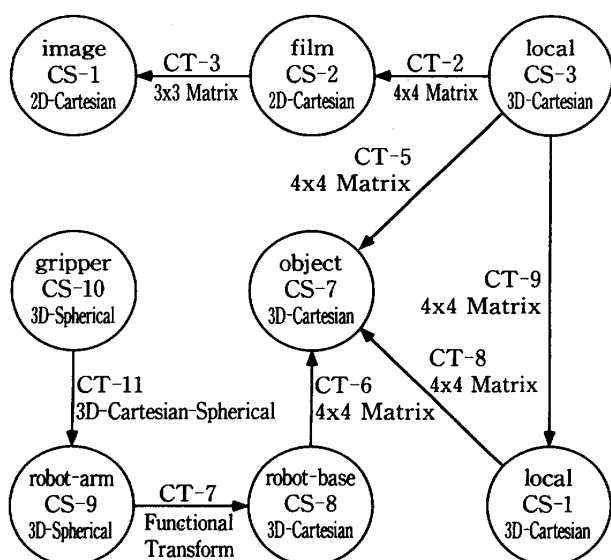 image
CS-1
2D-Cartesian
CT-3
3x3 Matrix
film
CS-2
2D-Cartesian
CT-2
4x4 Matrix
local
CS-3
3D-Cartesian
CT-5
4x4 Matrix
gripper
CS-10
3D-Spherical
object
CS-7
3D-Cartesian
CT-9
4x4 Matrix
CT-11
3D-Cartesian-Spherical
CT-6
4x4 Matrix
CT-8
4x4 Matrix
robot-arm
CS-9
3D-Spherical
CT-7
Functional
Transform
robot-base
CS-8
3D-Cartesian
local
CS-1
3D-Cartesian